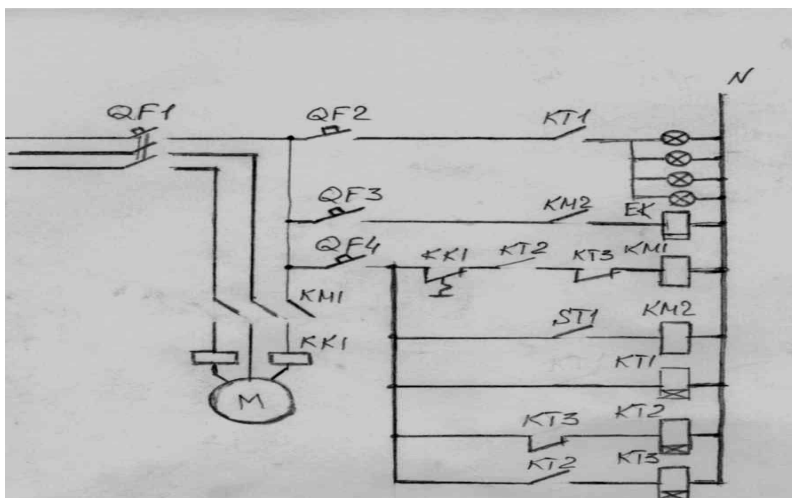 N
QF1 QF2 KT1
QF3 KM2 EK
QF4 KK1 KT2 KT3 KM1
KM1 ST1 KM2
KK1 KT1
M KT3 KT2
KT2 KT3